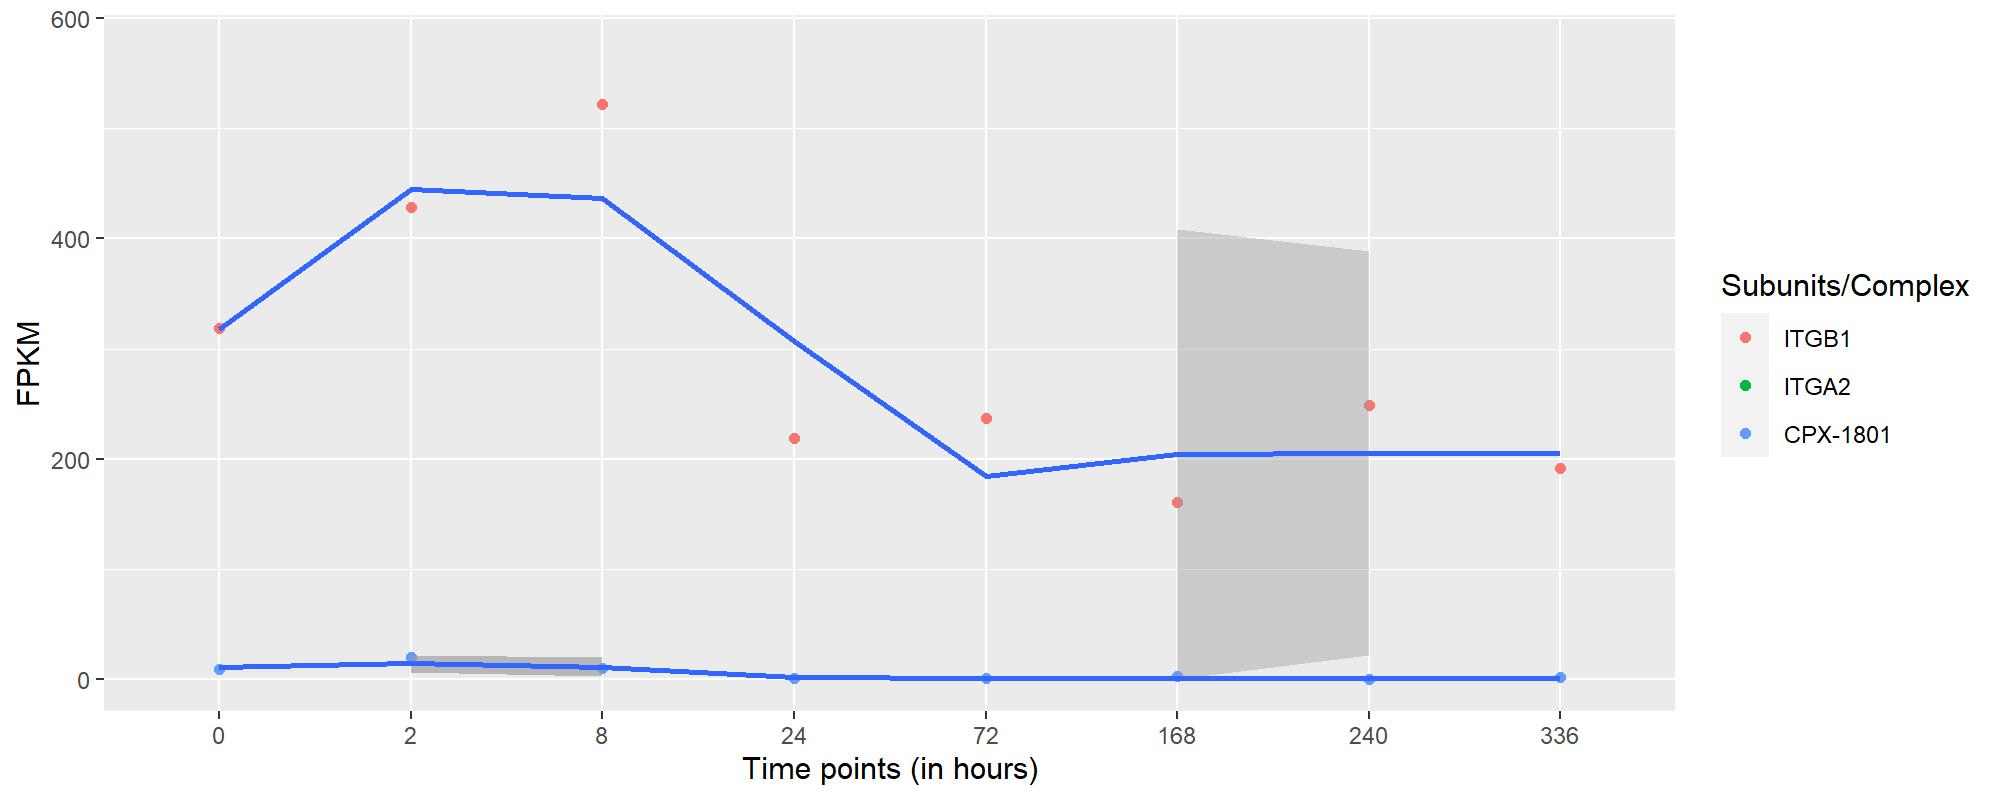 600
400
200
0
FPKM
0 2 8 24 72 168 240 336
Time points (in hours)
Subunits/Complex
ITGB1
ITGA2
CPX-1801